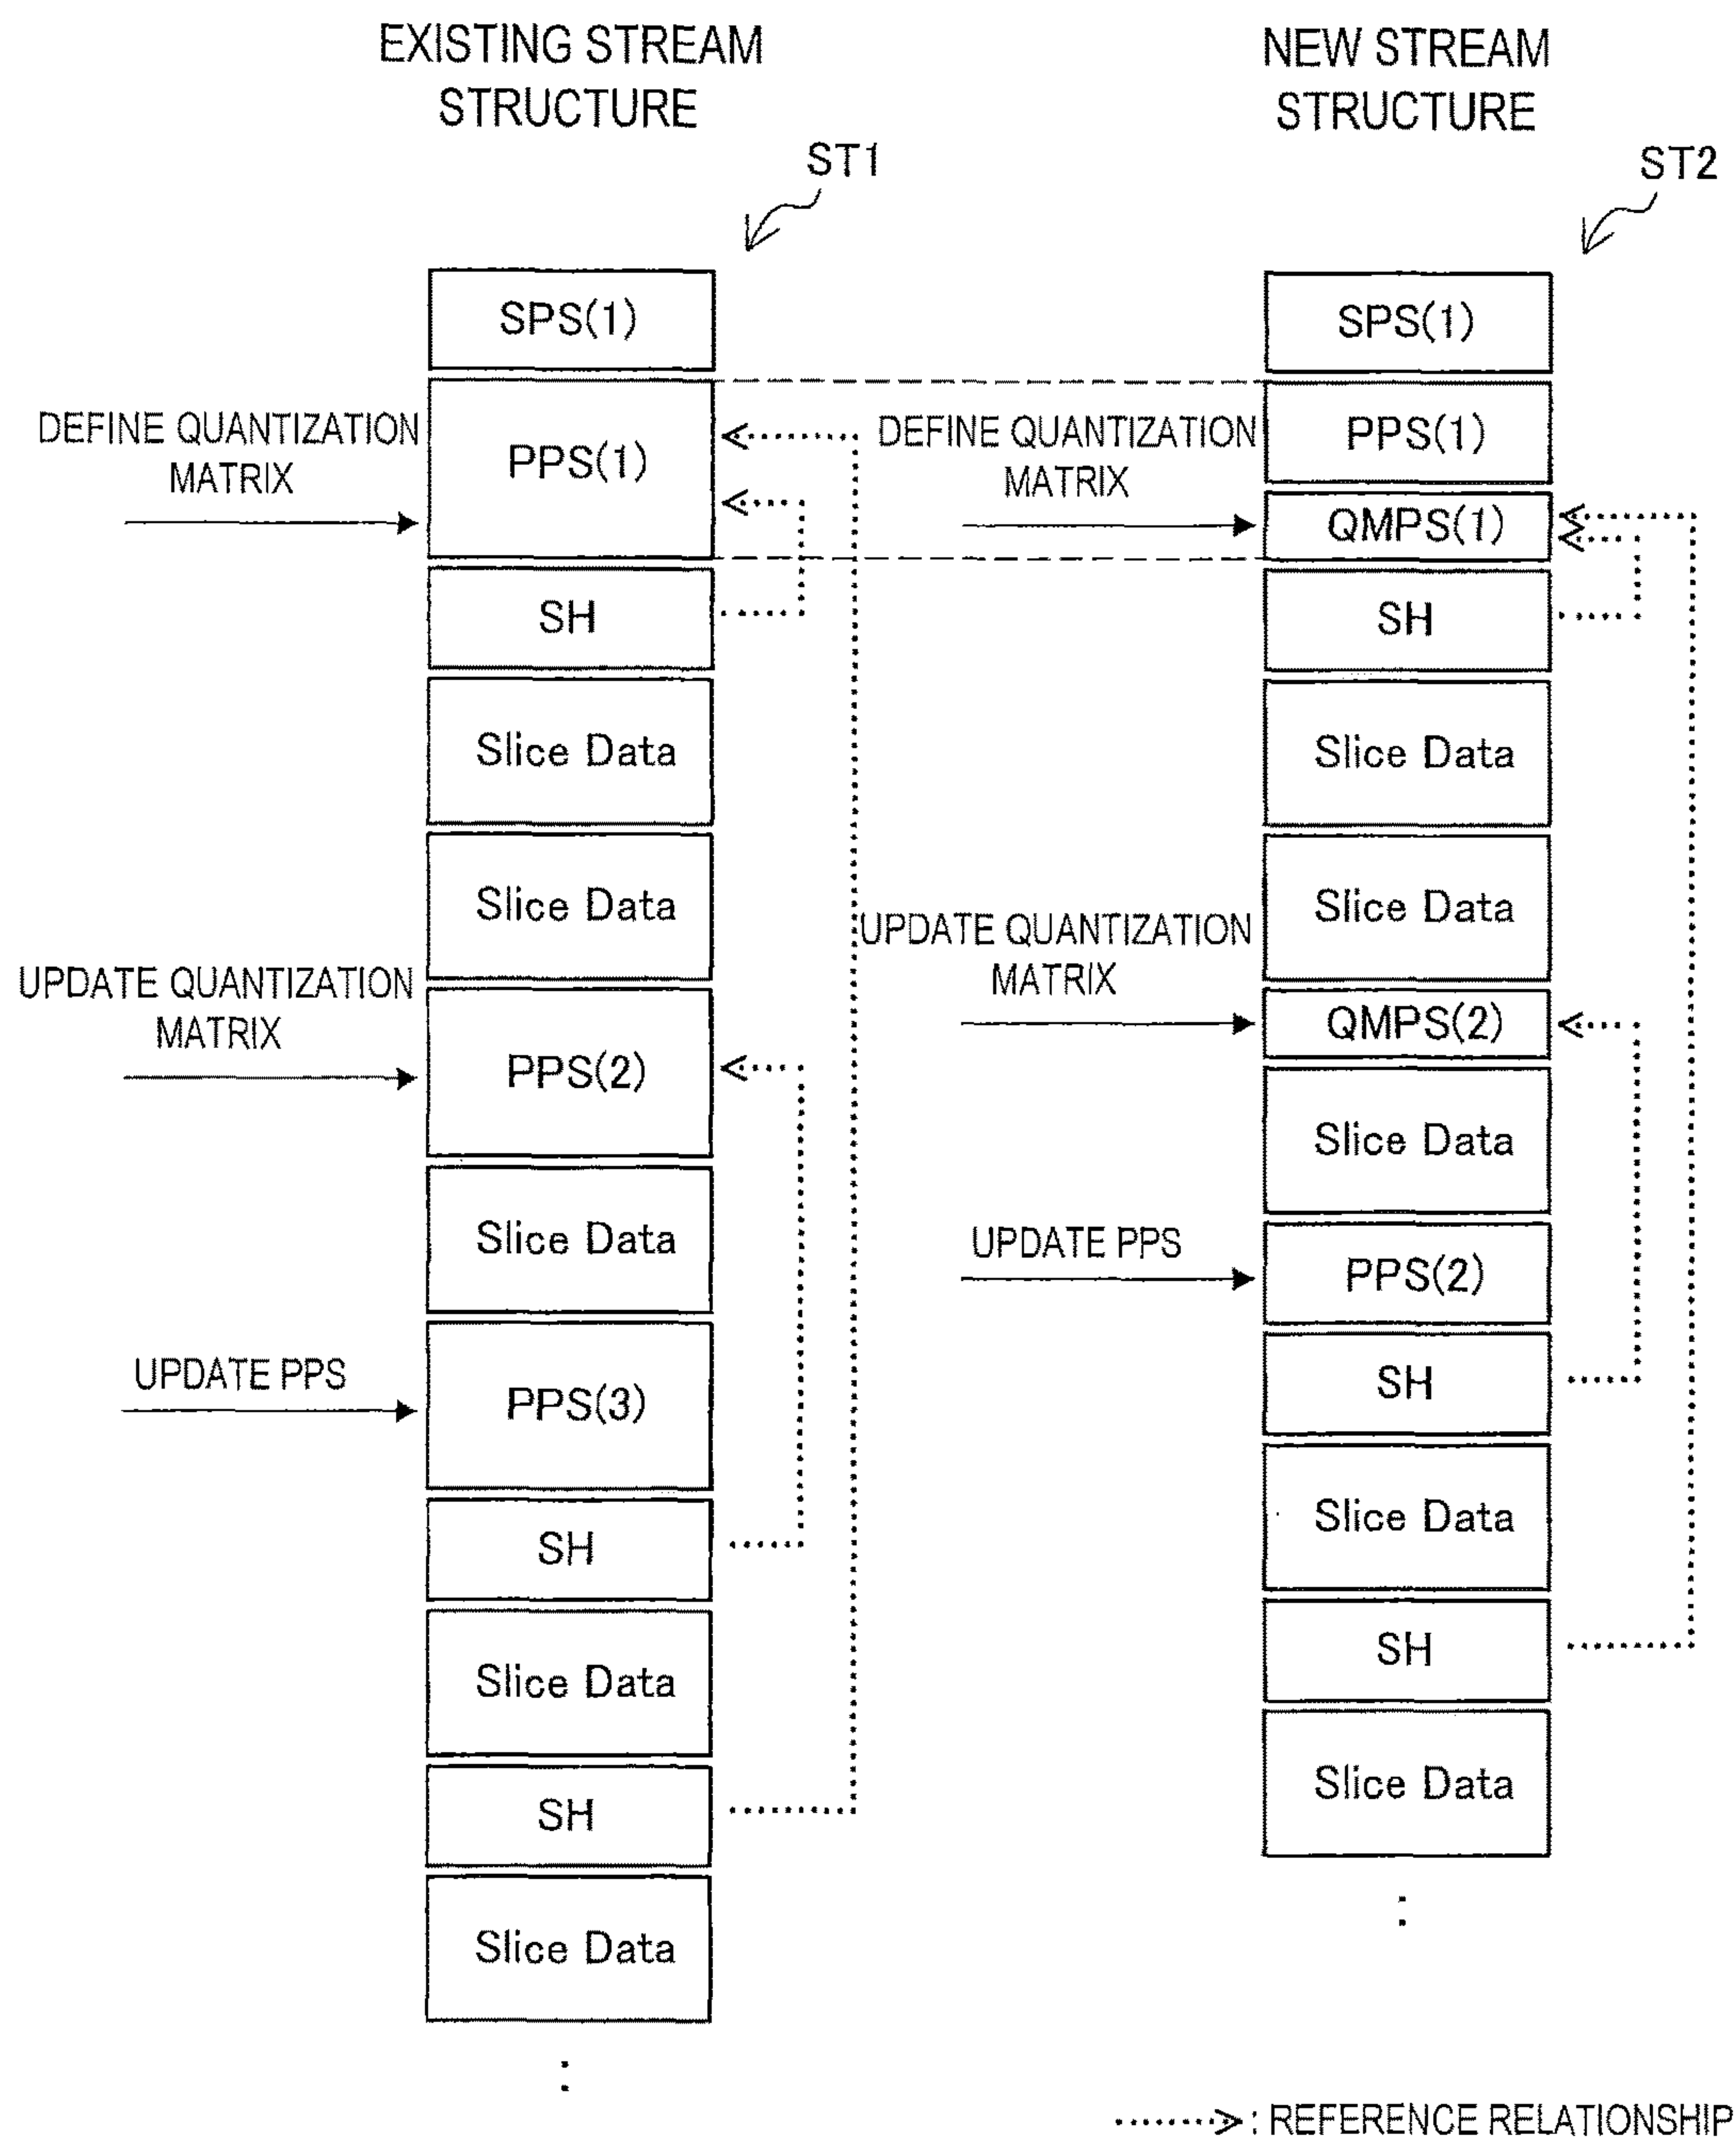 EXISTING STREAM
STRUCTURE
ST1
SPS(1)
DEFINE QUANTIZATION
MATRIX
PPS(1)
SH
Slice Data
Slice Data
UPDATE QUANTIZATION
MATRIX
PPS(2)
Slice Data
UPDATE PPS
PPS(3)
SH
Slice Data
SH
Slice Data
:
NEW STREAM
STRUCTURE
ST2
SPS(1)
PPS(1)
DEFINE QUANTIZATION
MATRIX
QMPS(1)
SH
Slice Data
Slice Data
UPDATE QUANTIZATION
MATRIX
QMPS(2)
Slice Data
UPDATE PPS
PPS(2)
SH
Slice Data
SH
Slice Data
:
: REFERENCE RELATIONSHIP